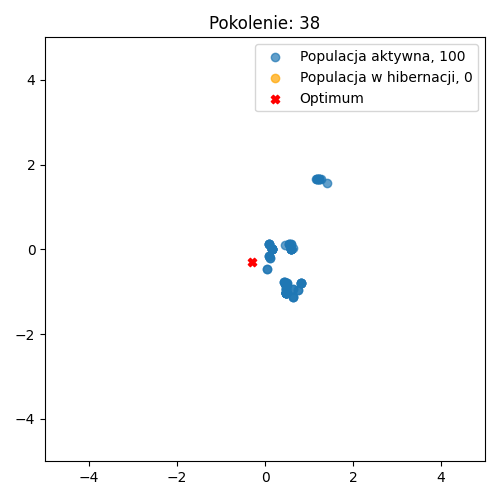 Pokolenie: 38
Populacja aktywna, 100
Populacja w hibernacji, 0
Optimum
4
2
0
−2
−4
−4 −2 0 2 4